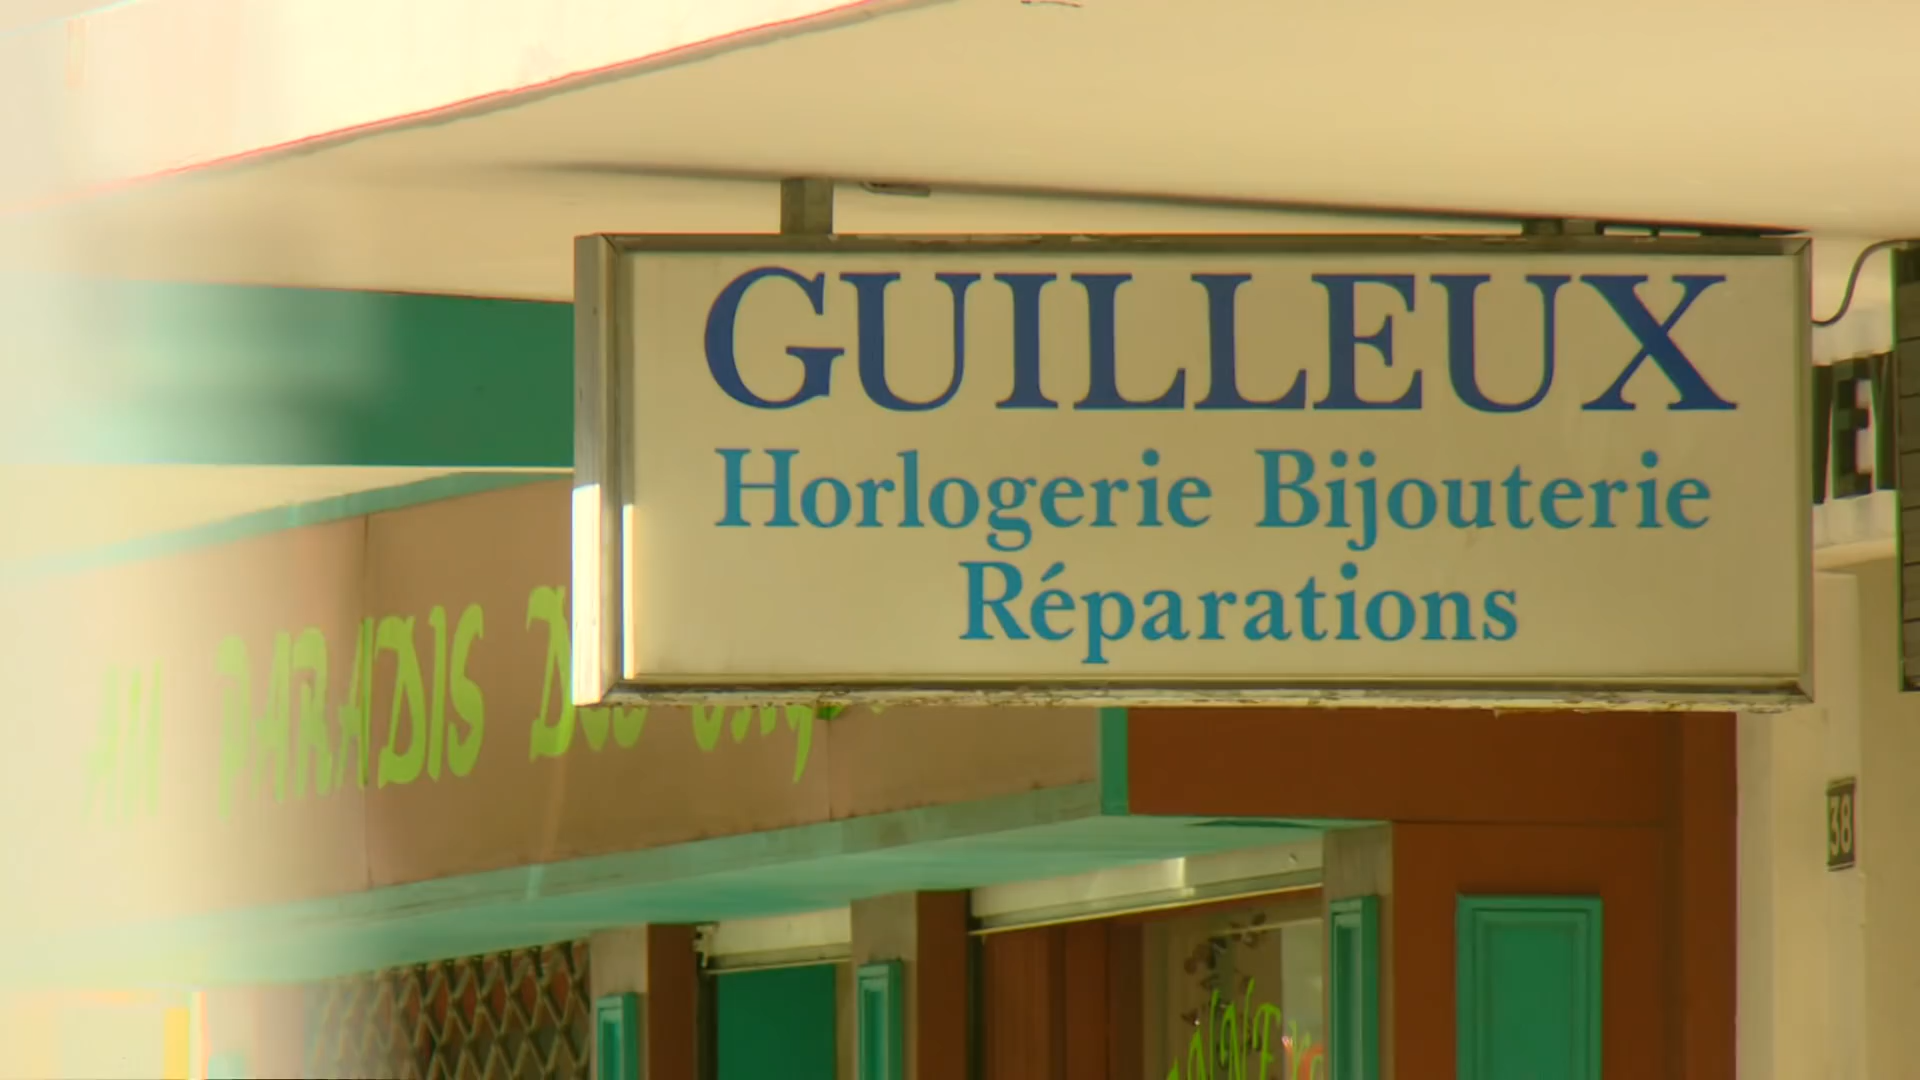 GUILLEUX
Horlogerie Bijouterie
Réparations
AU PARADIS DES
38